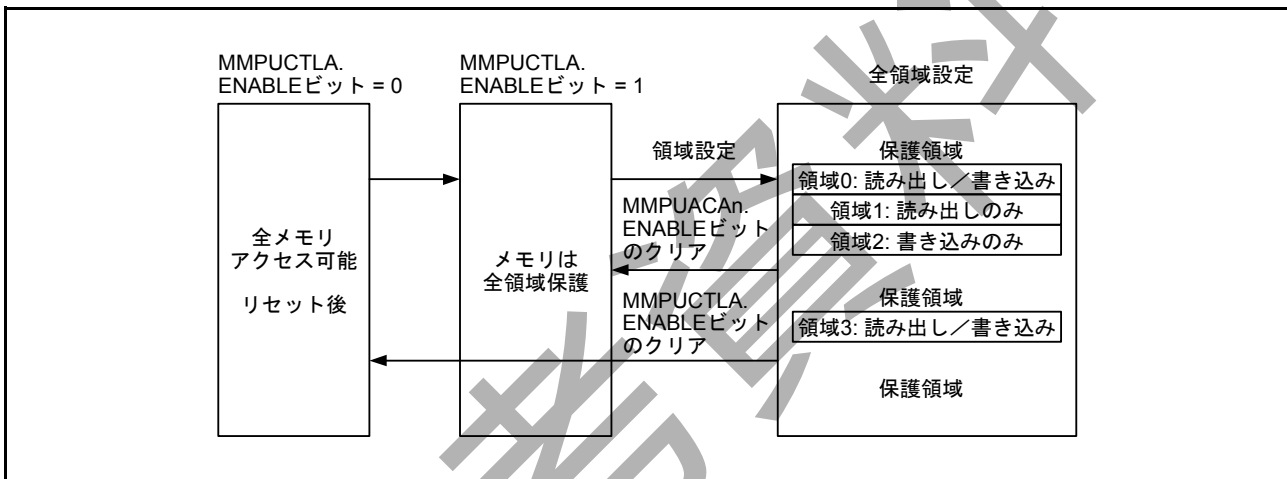 MMPUCTLA.
ENABLEビット = 0
MMPUCTLA.
ENABLEビット = 1
全領域設定
全メモリ
アクセス可能
リセット後
メモリは
全領域保護
領域設定
MMPUACAn.
ENABLEビット
のクリア
MMPUCTLA.
ENABLEビット
のクリア
保護領域
領域0: 読み出し／書き込み
領域1: 読み出しのみ
領域2: 書き込みのみ
保護領域
領域3: 読み出し／書き込み
保護領域
考資料